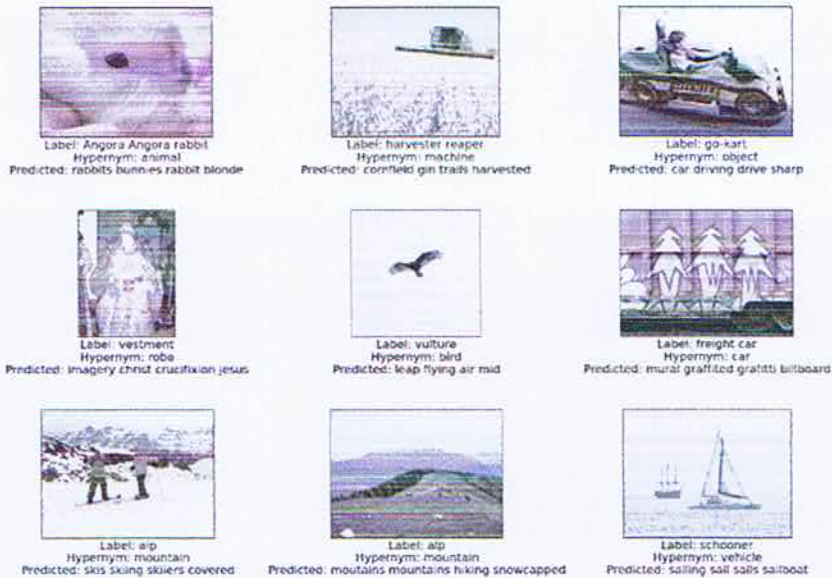 Label: Angora Angora rabbit
Hypernym: animal
Predicted: rabbits bunnies rabbit blonde
Label: harvester reaper
Hypernym: machine
Predicted: cornfield gin trails harvested
Label: go-kart
Hypernym: object
Predicted: car driving drive sharp
Label: vestment
Hypernym: robe
Predicted: imagery christ crucifixion jesus
Label: vulture
Hypernym: bird
Predicted: leap flying air mid
Label: freight car
Hypernym: car
Predicted: mural graffited grafitti billboard
Label: alp
Hypernym: mountain
Predicted: skis skiing skiiers covered
Label: alp
Hypernym: mountain
Predicted: moutains mountains hiking snowcapped
Label: schooner
Hypernym: vehicle
Predicted: sailing sail sails sailboat